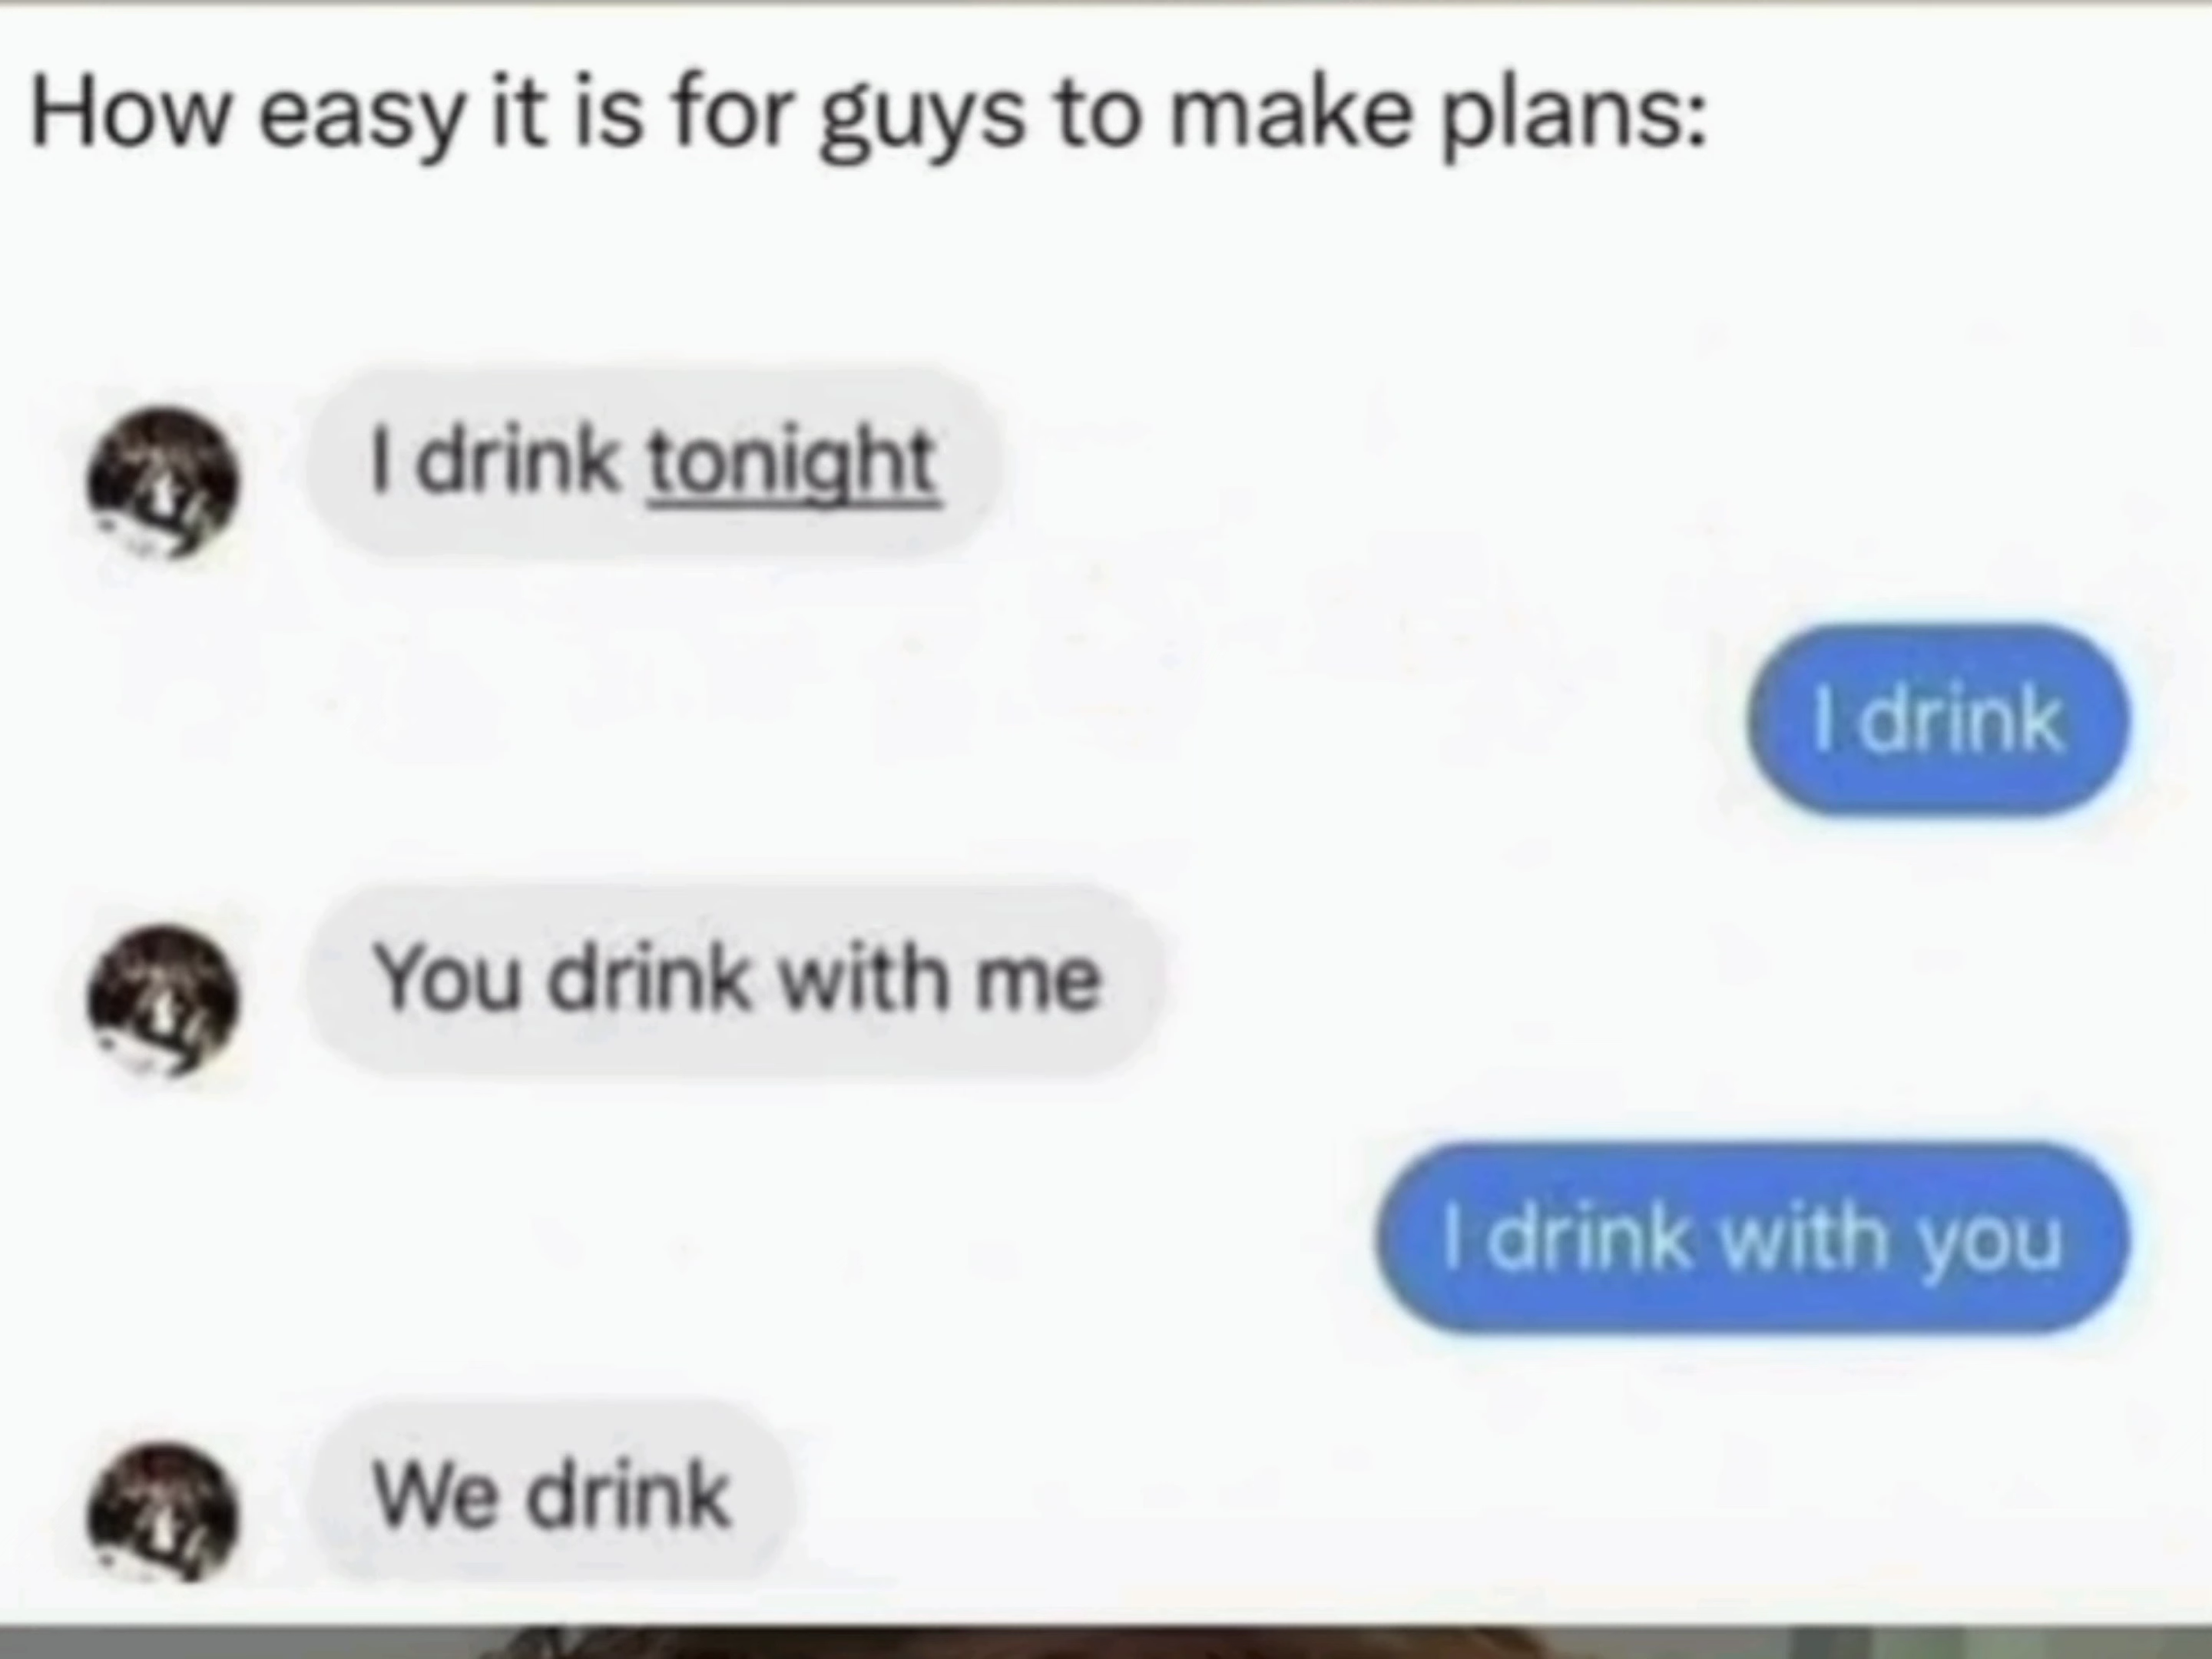 How easy it is for guys to make plans:
I drink tonight
I drink
You drink with me
I drink with you
We drink